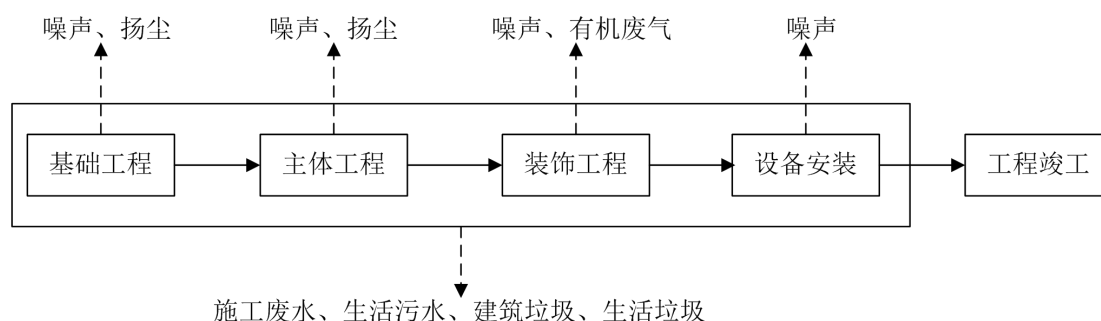 噪声、扬尘 噪声、扬尘 噪声、有机废气 噪声
基础工程 主体工程 装饰工程 设备安装 工程竣工
施工废水、生活污水、建筑垃圾、生活垃圾